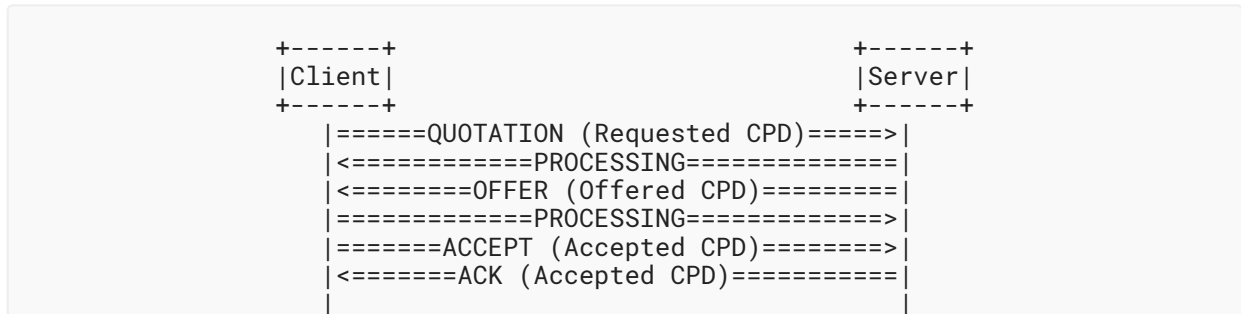 +------+                             +------+
|Client|                             |Server|
+------+                             +------+
   |======QUOTATION (Requested CPD)=====>|
   |<============PROCESSING==============|
   |<========OFFER (Offered CPD)=========|
   |=============PROCESSING=============>|
   |=======ACCEPT (Accepted CPD)========>|
   |<=======ACK (Accepted CPD)===========|
   |                                     |